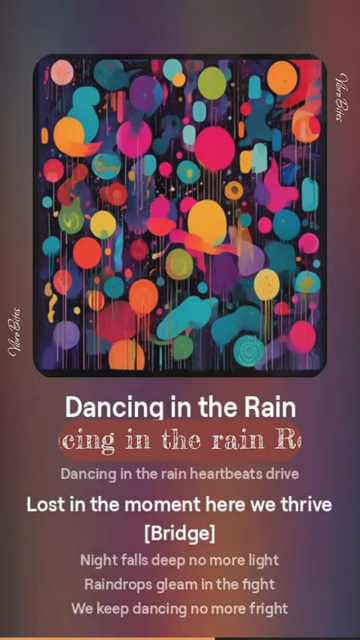 VibroBites
Dancing in the Rain
cing in the rain R
Dancing in the rain heartbeats drive
Lost in the moment here we thrive
[Bridge]
Night falls deep no more light
Raindrops gleam in the fight
We keep dancing no more fright
VibroBites